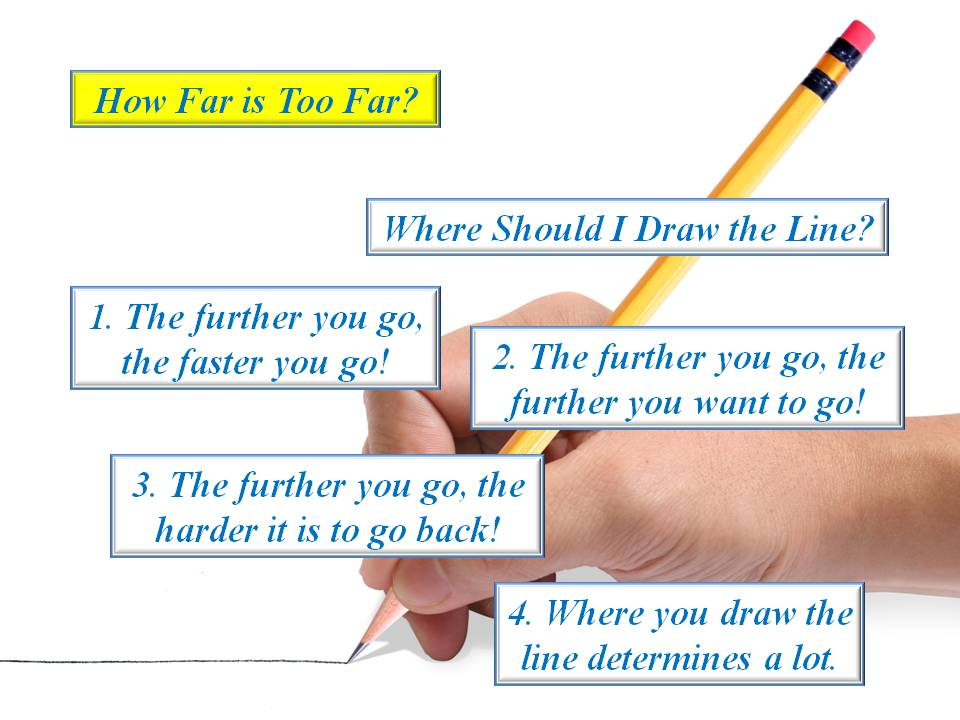 How Far is Too Far?
Where Should I Draw the Line?
1. The further you go,
the faster you go!
2. The further you go, the
further you want to go!
3. The further you go, the
harder it is to go back!
4. Where you draw the
line determines a lot.